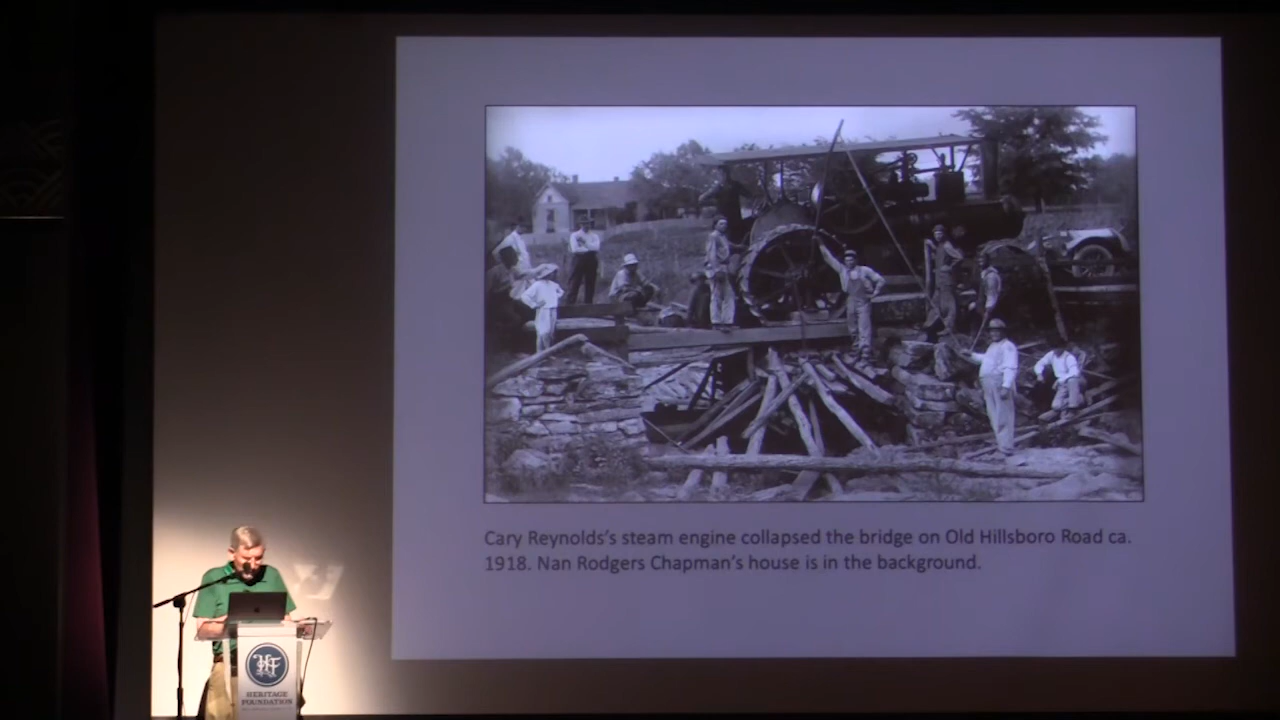 Cary Reynolds's steam engine collapsed the bridge on Old Hillsboro Road ca.
1918. Nan Rodgers Chapman's house is in the background.
HF
HERITAGE
FOUNDATION